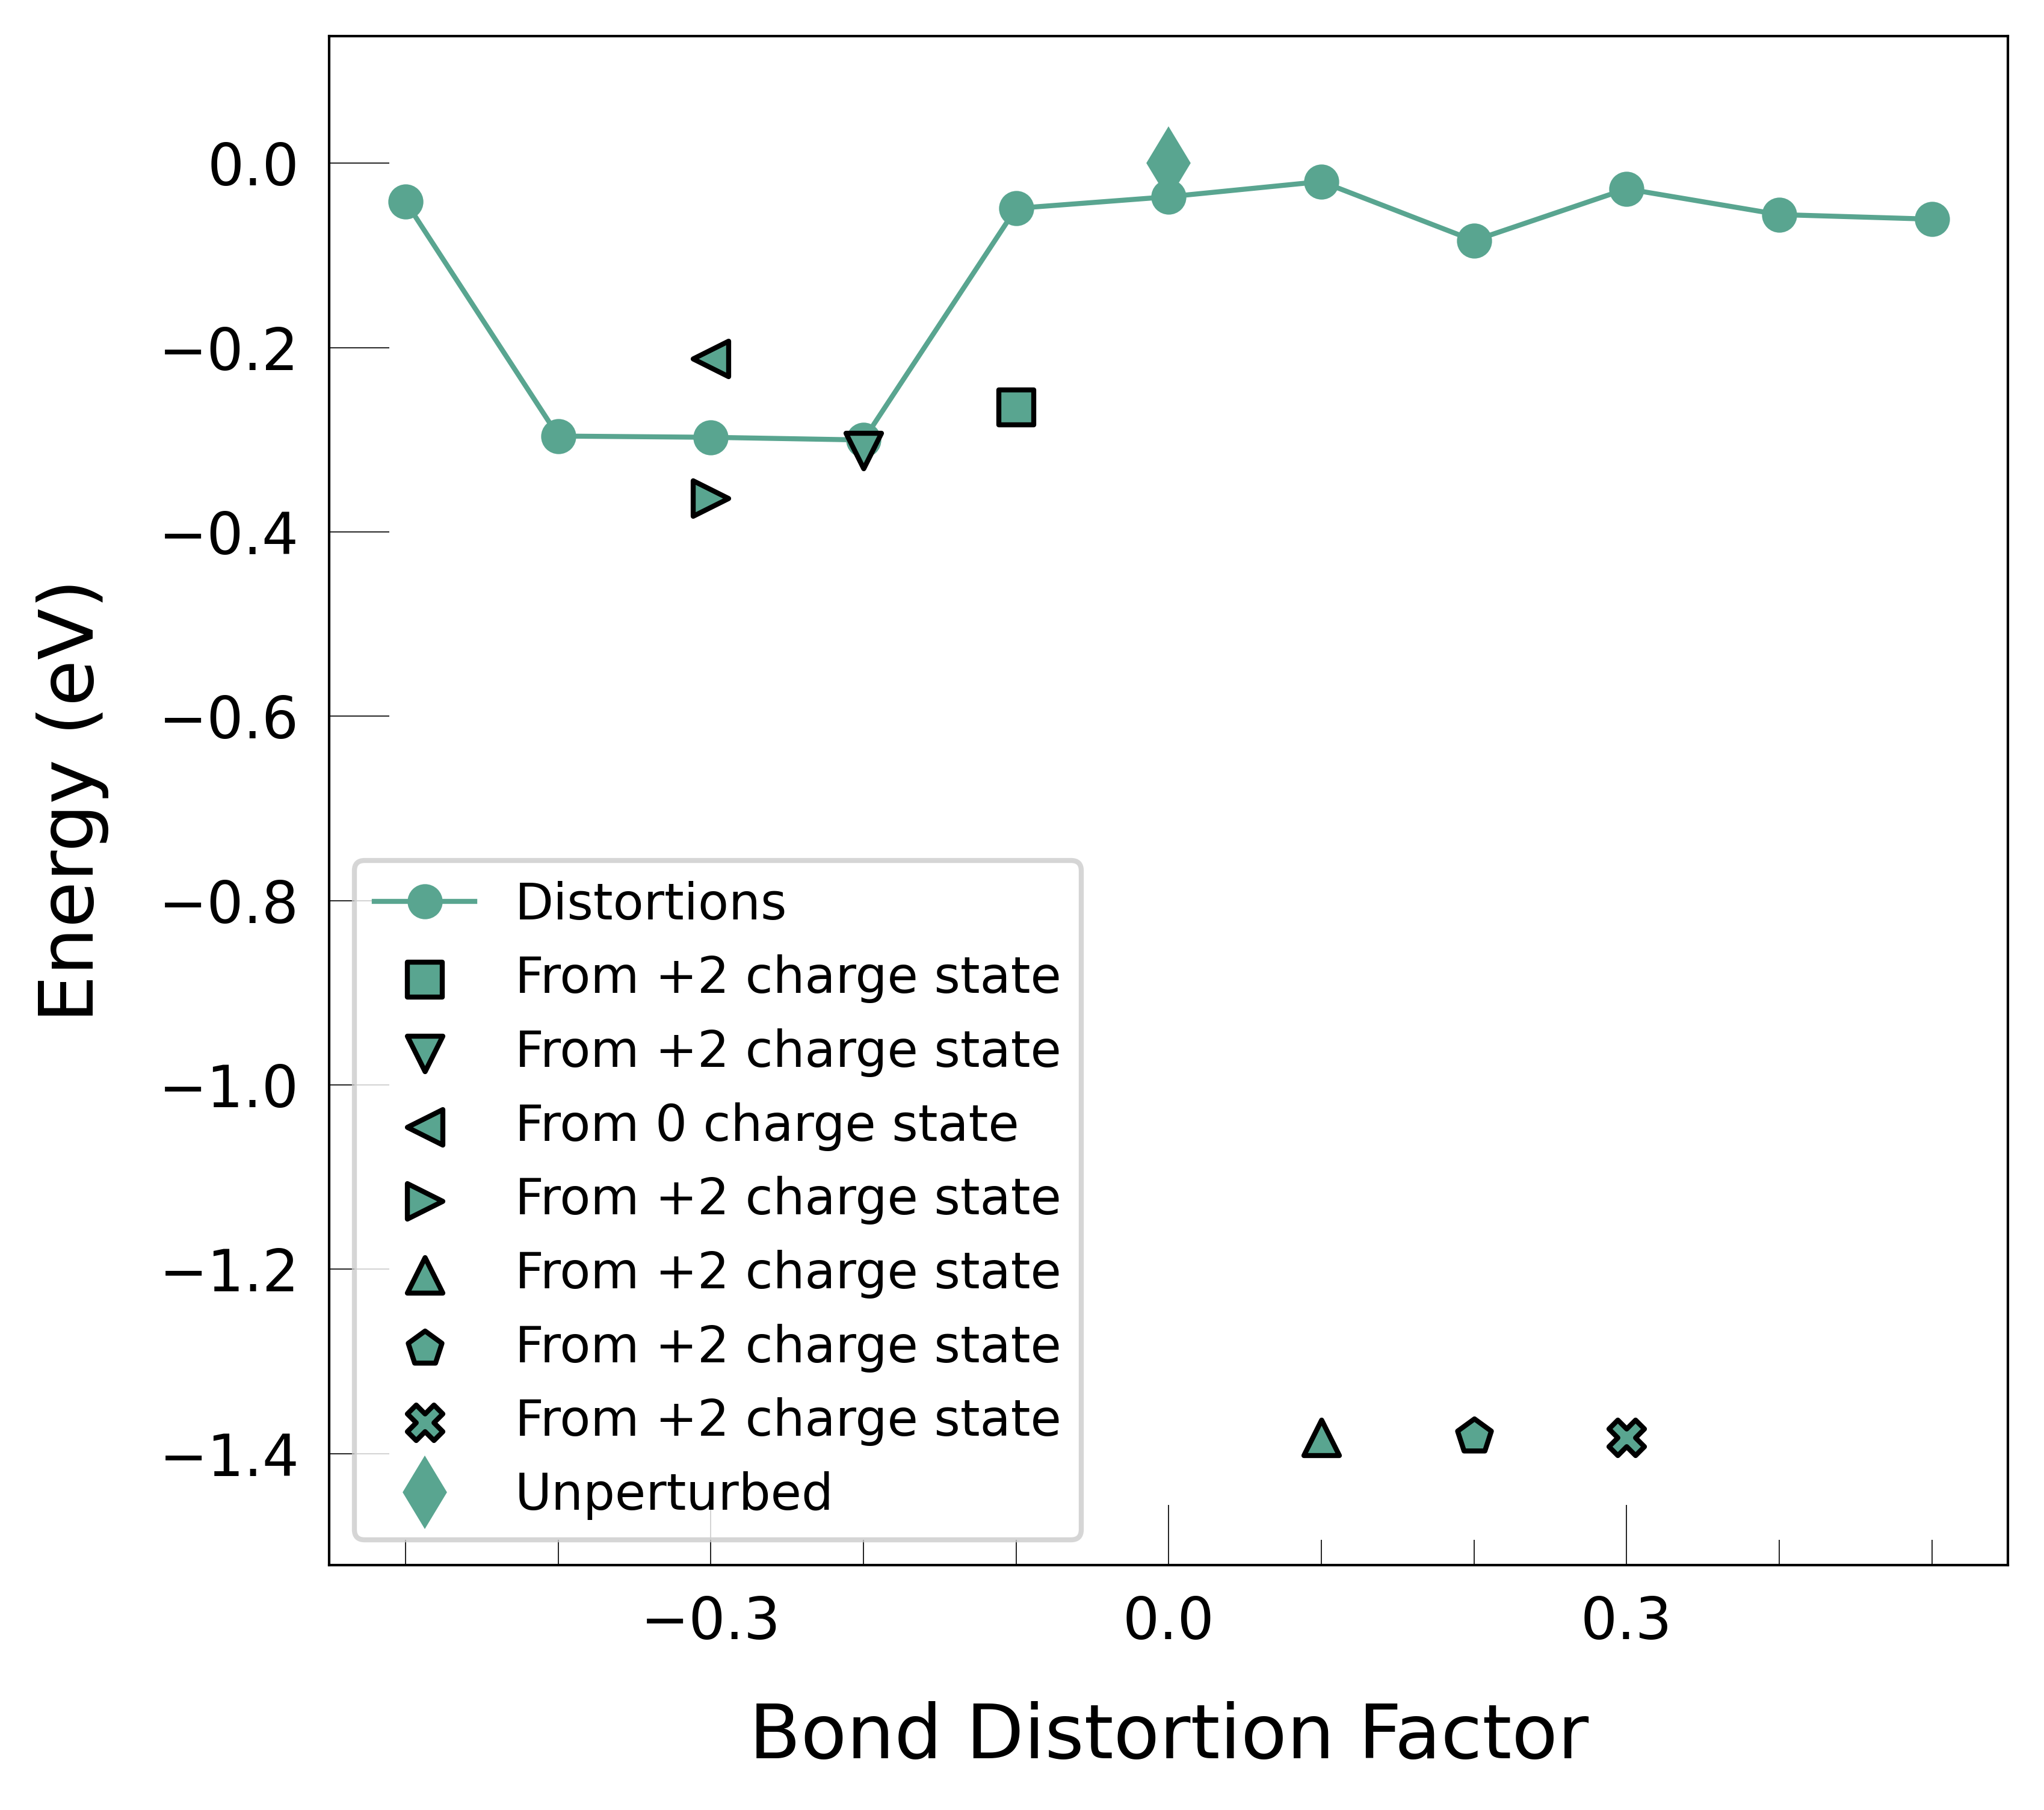 0.0
−0.2
−0.4
−0.6
−0.8
−1.0
−1.2
−1.4
Energy (eV)
Distortions
From +2 charge state
From +2 charge state
From 0 charge state
From +2 charge state
From +2 charge state
From +2 charge state
From +2 charge state
Unperturbed
−0.3 0.0 0.3
Bond Distortion Factor